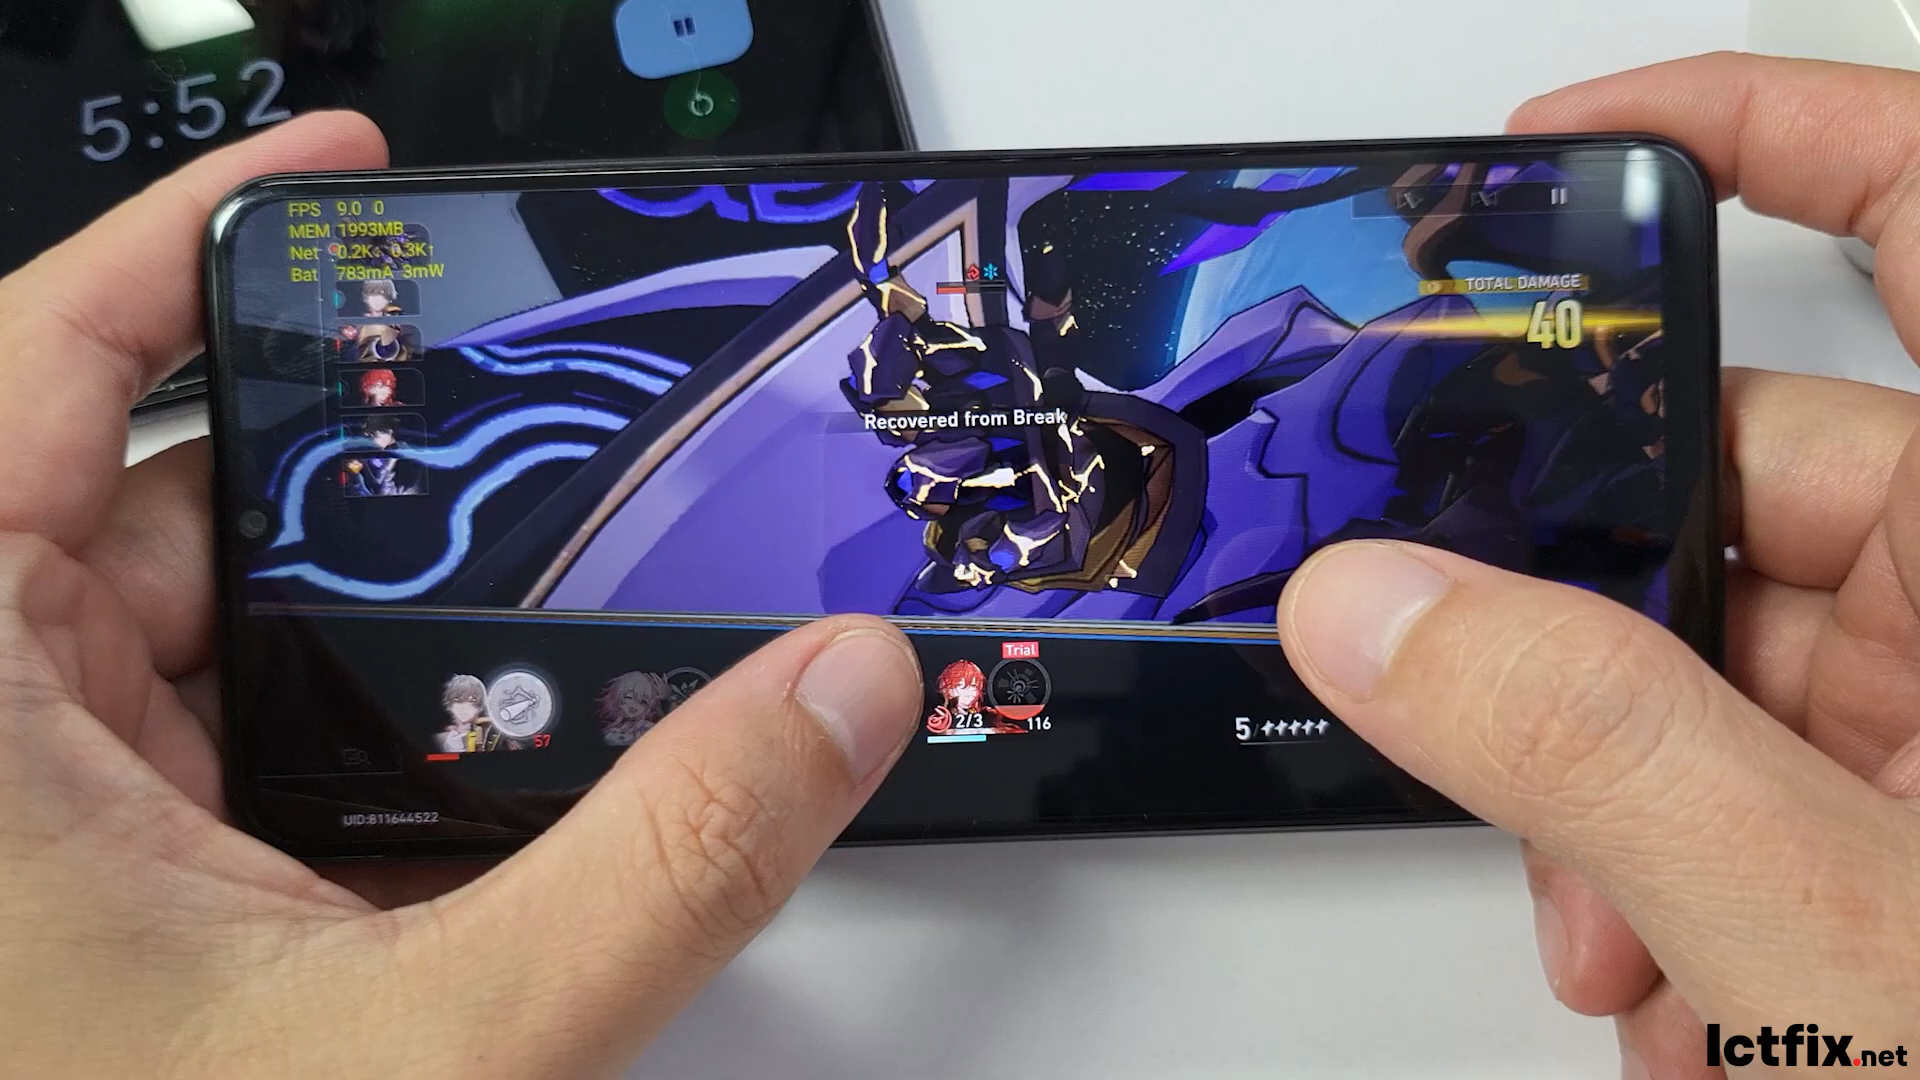 5:52
FPS 9.0 0
MEM 1993MB
Net 0.2K↓ 0.3K↑
Bat 783mA 3mW
TOTAL DAMAGE
40
Recovered from Break
Trial
57
2/3
116
5
UID:811644522
Ictfix.net